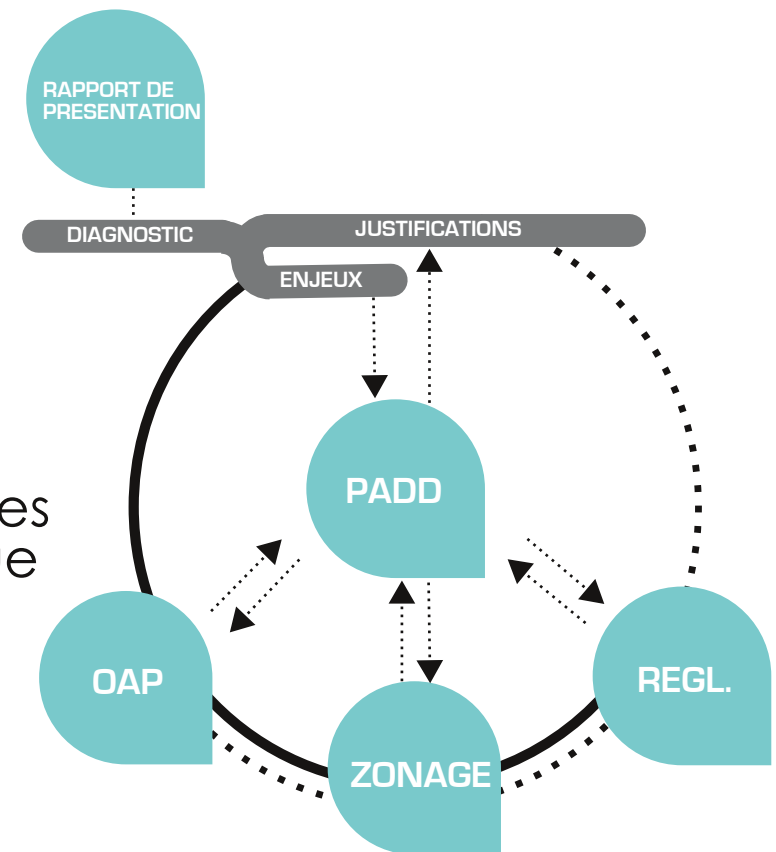 RAPPORT DE
PRESENTATION
DIAGNOSTIC
JUSTIFICATIONS
ENJEUX
PADD
OAP
ZONAGE
REGL.